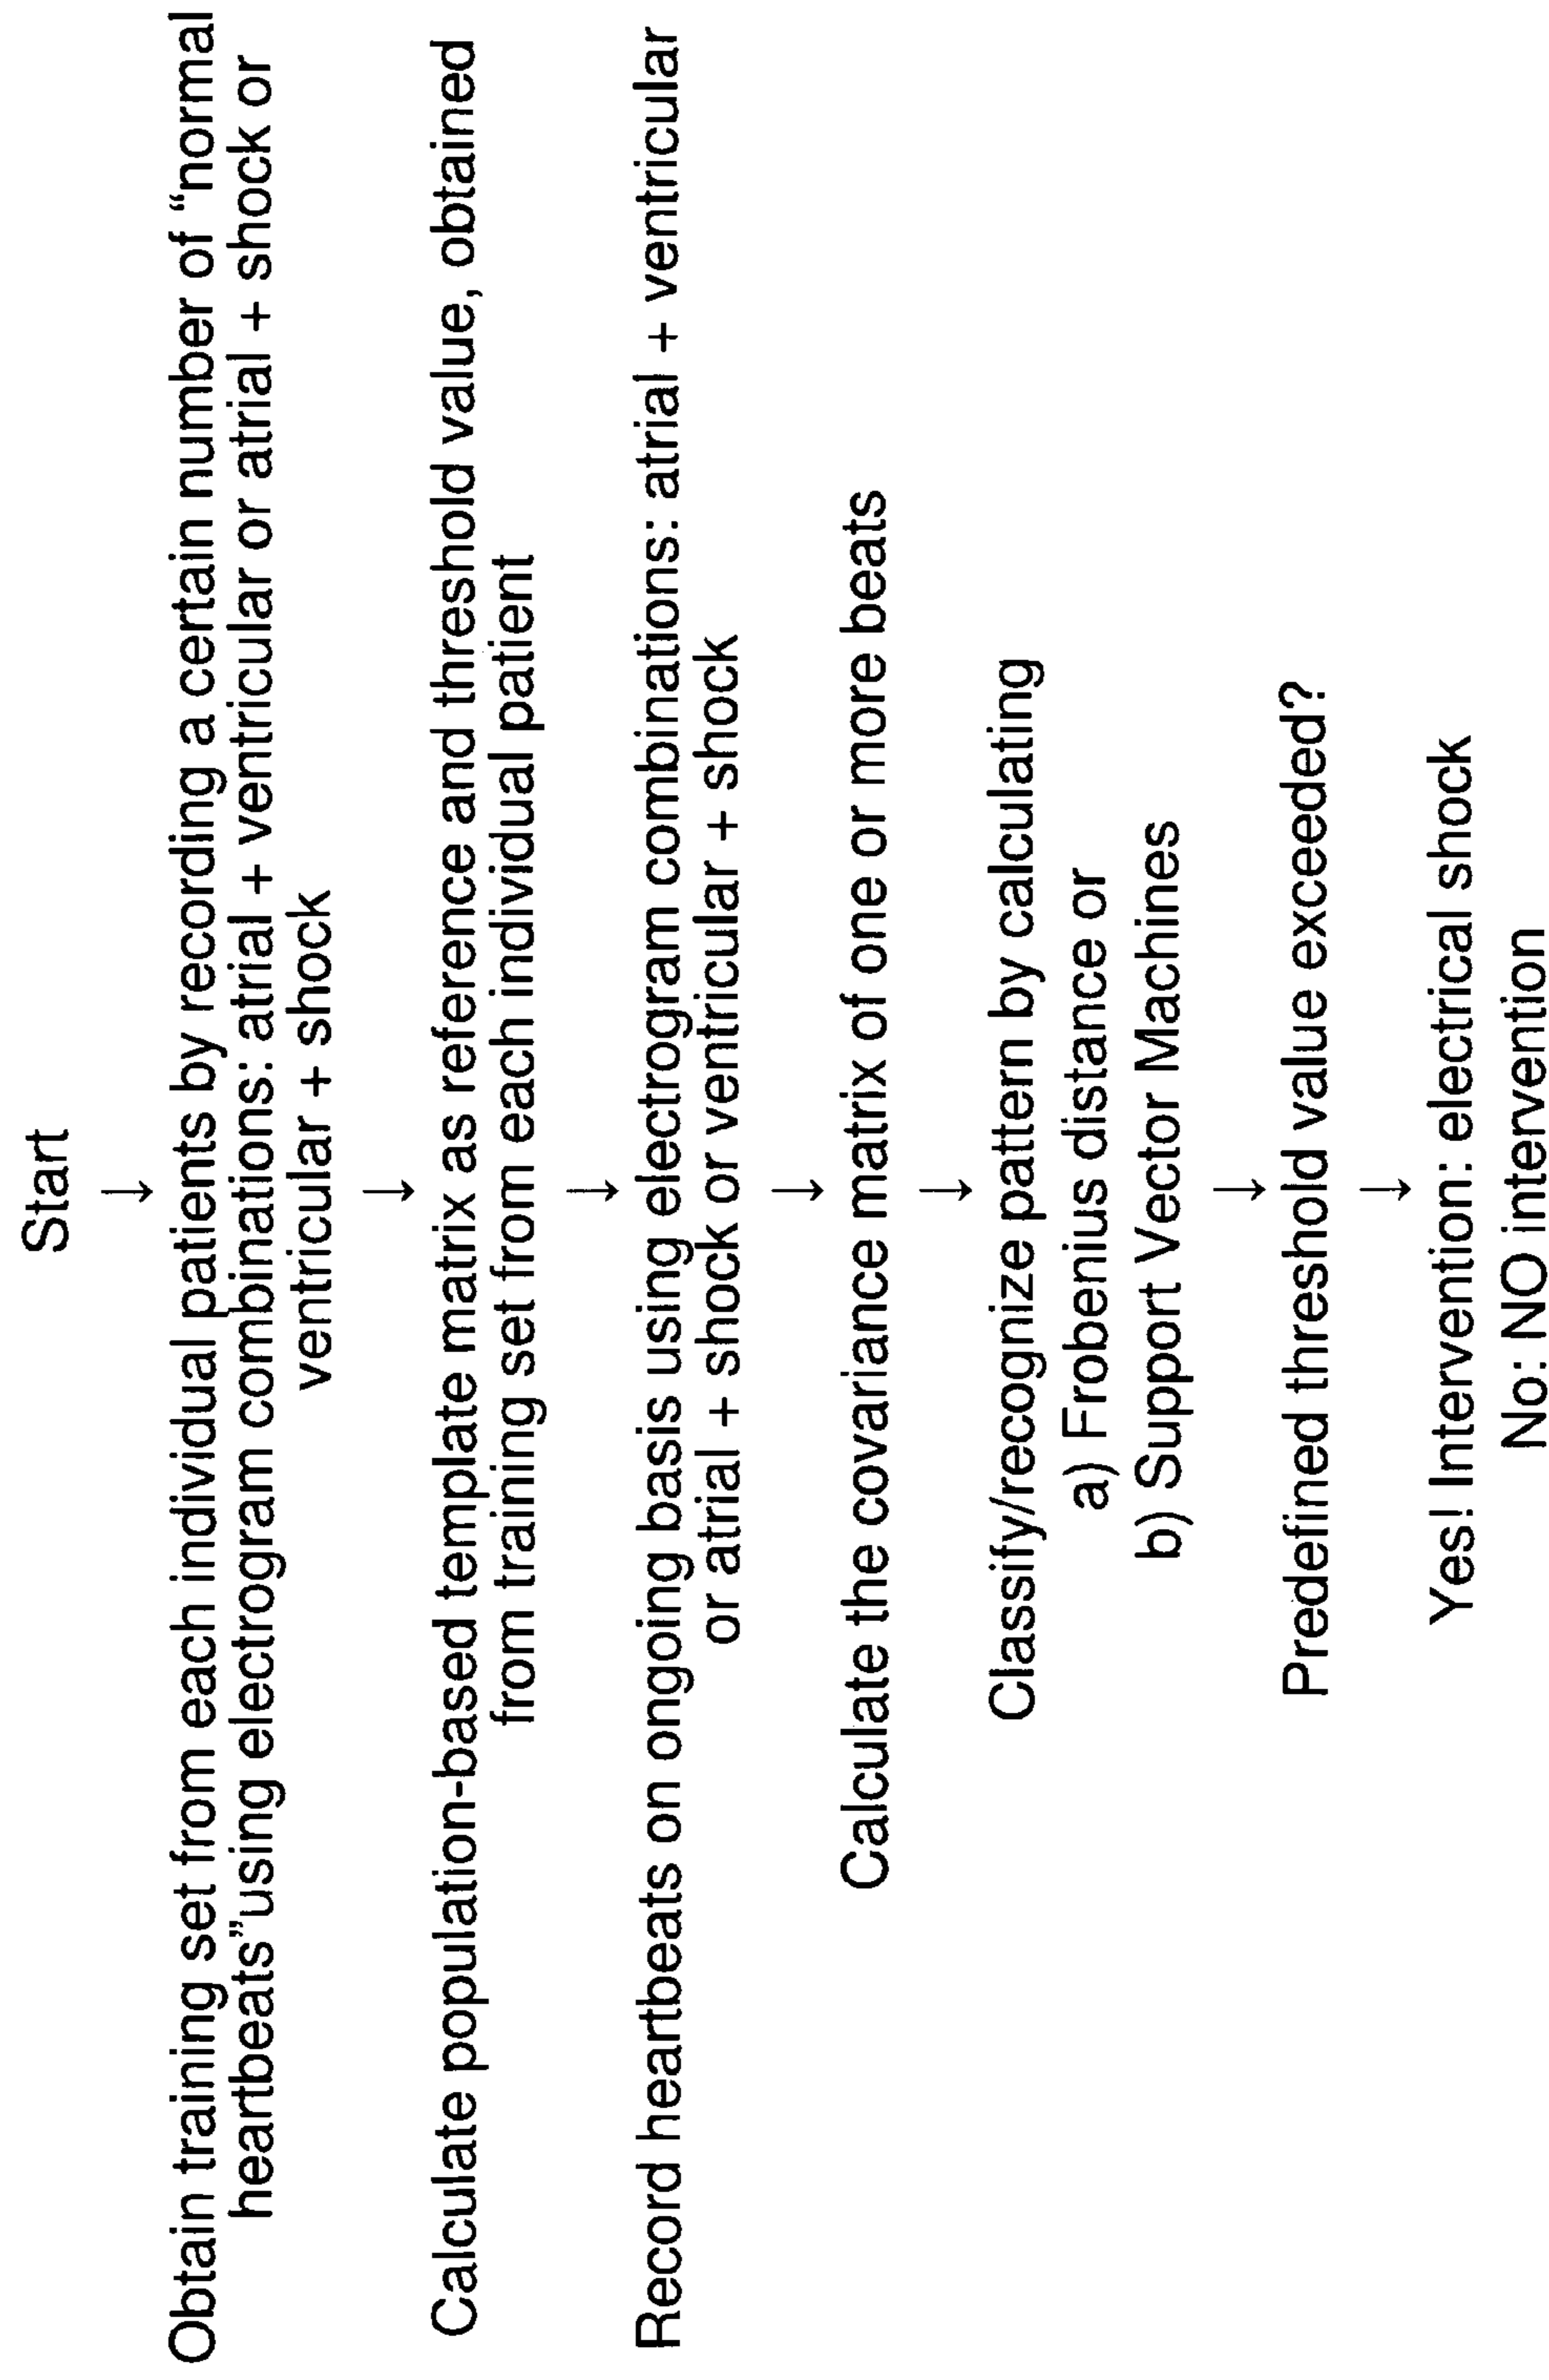 Start
↓
Obtain training set from each individual patients by recording a certain number of “normal
heartbeats”using electrogram combinations: atrial + ventricular or atrial + shock or
ventricular + shock
↓
Calculate population-based template matrix as reference and threshold value, obtained
from training set from each individual patient
↓
Record heartbeats on ongoing basis using electrogram combinations: atrial + ventricular
or atrial + shock or ventricular + shock
↓
Calculate the covariance matrix of one or more beats
↓
Classify/recognize pattern by calculating
a) Frobenius distance or
b) Support Vector Machines
↓
Predefined threshold value exceeded?
↓
Yes! Intervention: electrical shock
No: NO intervention